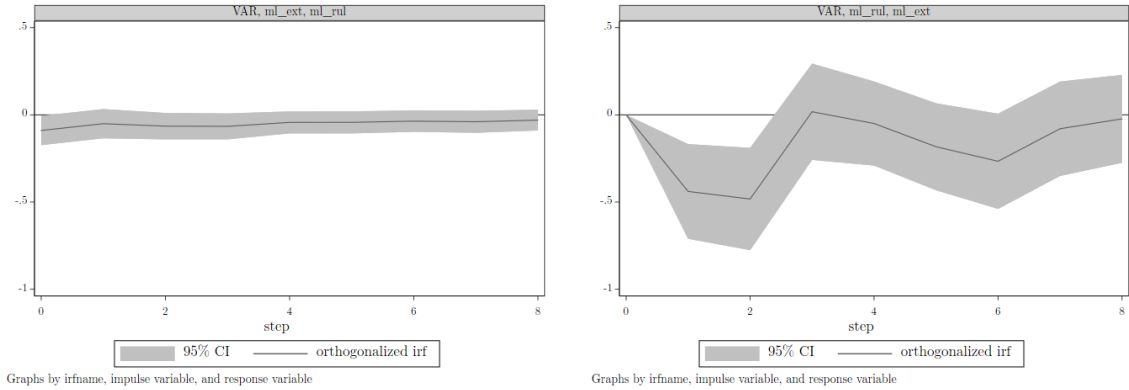 VAR, ml_ext, ml_rul
.5
0
-.5
-1
0 2 4 6 8
step
95% CI orthogonalized irf
Graphs by irfname, impulse variable, and response variable
VAR, ml_rul, ml_ext
.5
0
-.5
-1
0 2 4 6 8
step
95% CI orthogonalized irf
Graphs by irfname, impulse variable, and response variable